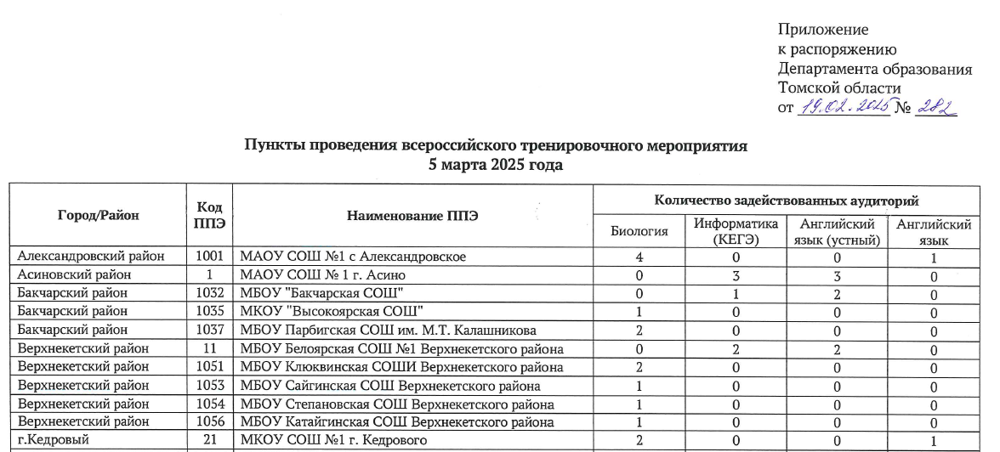 Приложение
к распоряжению
Департамента образования
Томской области
от 19.02.2025 № 282
Пункты проведения всероссийского тренировочного мероприятия
5 марта 2025 года
Город/Район Код ППЭ Наименование ППЭ Количество задействованных аудиторий
Биология Информатика (КЕГЭ) Английский язык (устный) Английский язык
Александровский район 1001 МАОУ СОШ №1 с Александровское 4 0 0 1
Асиновский район 1 МАОУ СОШ № 1 г. Асино 0 3 3 0
Бакчарский район 1032 МБОУ "Бакчарская СОШ" 0 1 2 0
Бакчарский район 1035 МКОУ "Высокоярская СОШ" 1 0 0 0
Бакчарский район 1037 МБОУ Парбигская СОШ им. М.Т. Калашникова 2 0 0 0
Верхнекетский район 11 МБОУ Белоярская СОШ №1 Верхнекетского района 0 2 2 0
Верхнекетский район 1051 МБОУ Клюквинская СОШИ Верхнекетского района 2 0 0 0
Верхнекетский район 1053 МБОУ Сайгинская СОШ Верхнекетского района 1 0 0 0
Верхнекетский район 1054 МБОУ Степановская СОШ Верхнекетского района 1 0 0 0
Верхнекетский район 1056 МБОУ Катайгинская СОШ Верхнекетского района 1 0 0 0
г.Кедровый 21 МКОУ СОШ №1 г. Кедрового 2 0 0 1